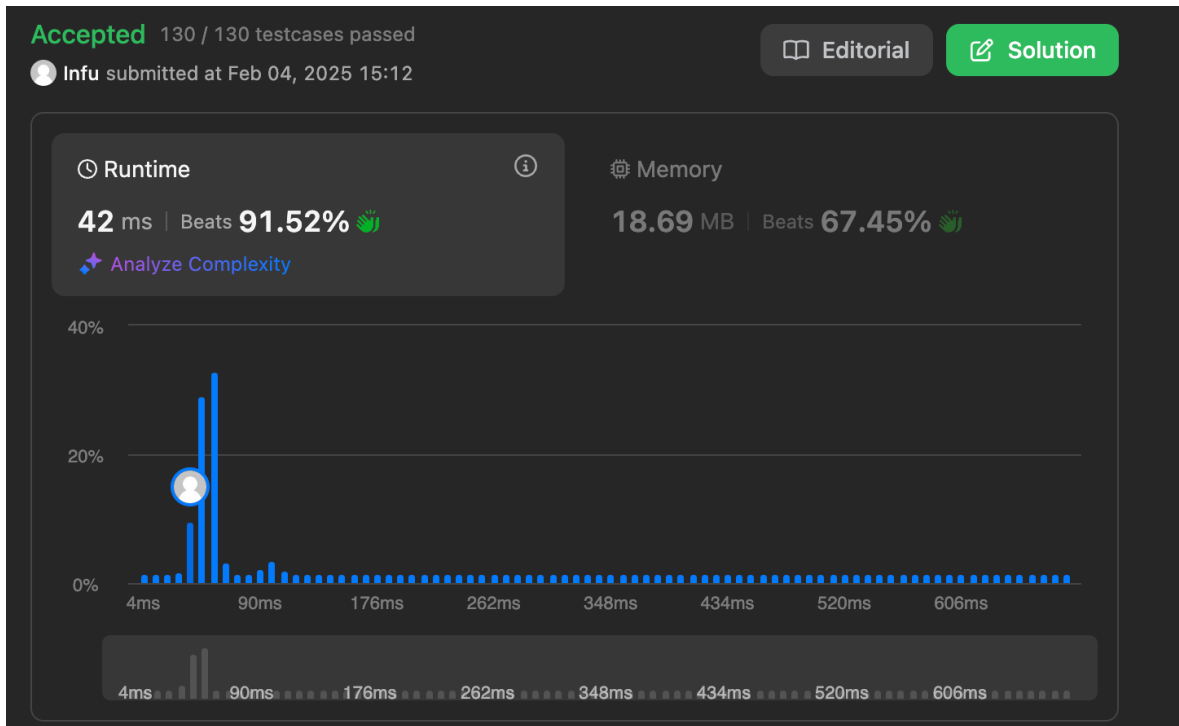 Accepted 130 / 130 testcases passed
Editorial
Solution
Infu submitted at Feb 04, 2025 15:12
Runtime
Memory
42 ms | Beats 91.52%
18.69 MB | Beats 67.45%
Analyze Complexity
40%
20%
0%
4ms 90ms 176ms 262ms 348ms 434ms 520ms 606ms
4ms 90ms 176ms 262ms 348ms 434ms 520ms 606ms